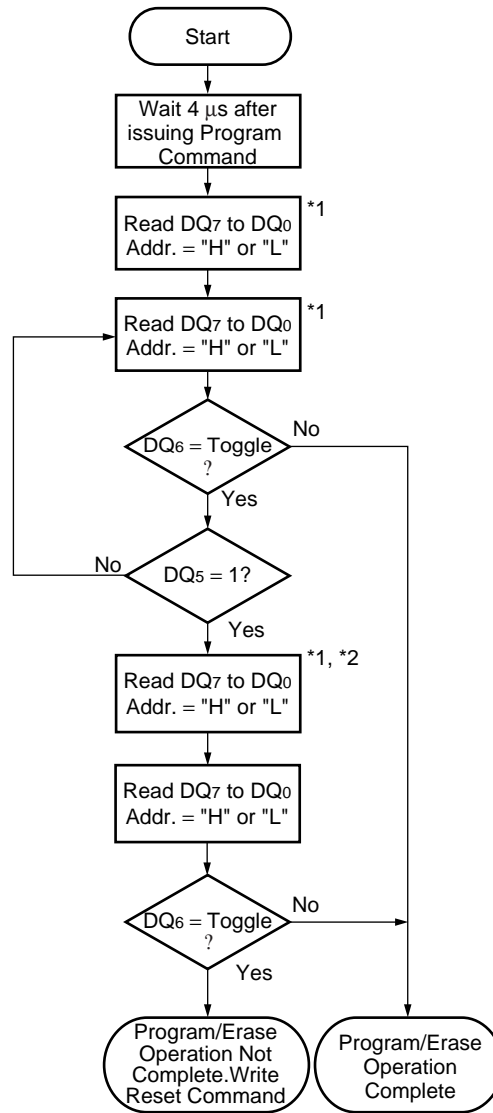 Start
Wait 4 μs after
issuing Program
Command
*1
Read DQ7 to DQ0
Addr. = "H" or "L"
*1
Read DQ7 to DQ0
Addr. = "H" or "L"
DQ6 = Toggle
?
No
Yes
DQ5 = 1?
No
Yes
*1, *2
Read DQ7 to DQ0
Addr. = "H" or "L"
Read DQ7 to DQ0
Addr. = "H" or "L"
DQ6 = Toggle
?
No
Yes
Program/Erase
Operation Not
Complete.Write
Reset Command
Program/Erase
Operation
Complete